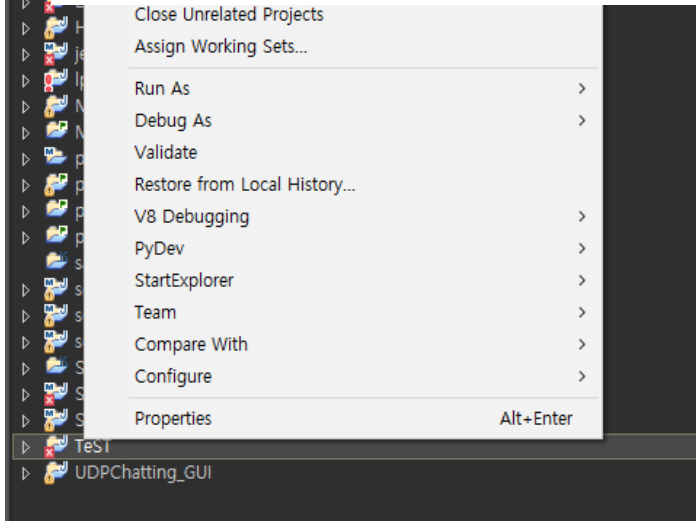 Close Unrelated Projects
Assign Working Sets...
Run As
Debug As
Validate
Restore from Local History...
V8 Debugging
PyDev
StartExplorer
Team
Compare With
Configure
Properties Alt+Enter
TeST
UDPChatting_GUI